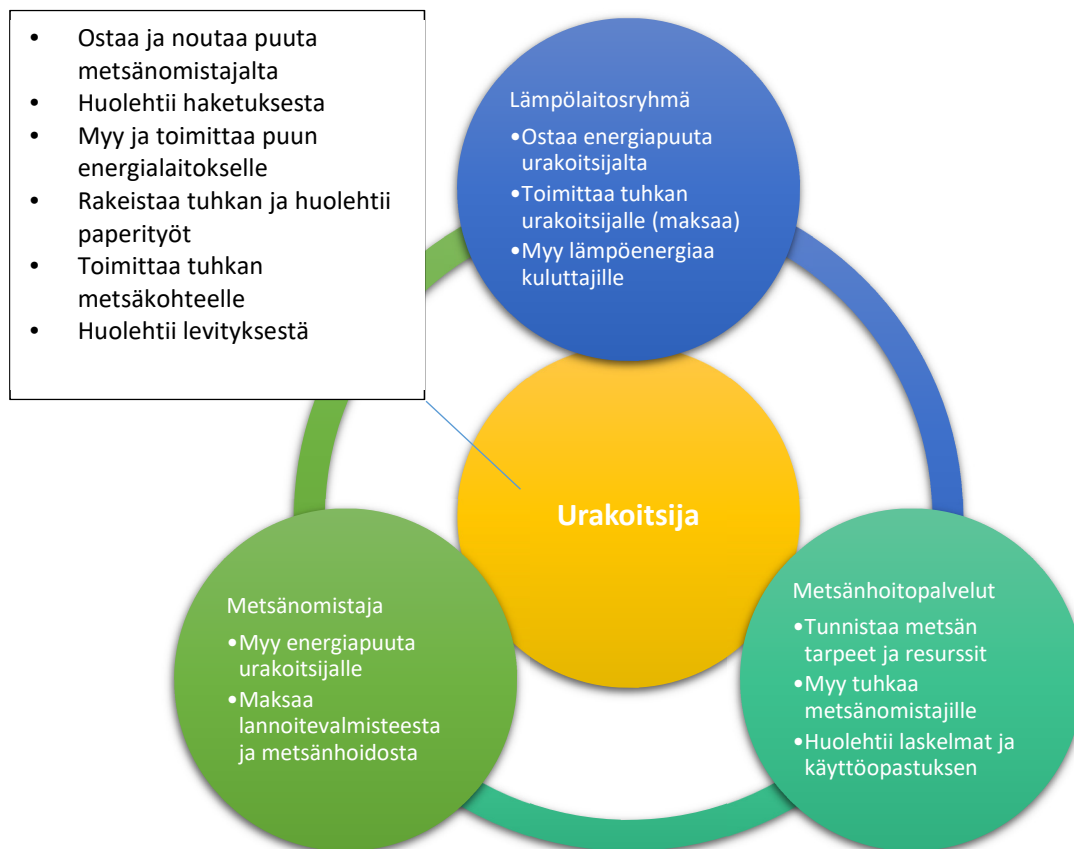 • Ostaa ja noutaa puuta
metsänomistajalta
• Huolehtii haketuksesta
• Myy ja toimittaa puun
energialaitokselle
• Rakeistaa tuhkan ja huolehtii
paperityöt
• Toimittaa tuhkan
metsäkohteelle
• Huolehtii levityksestä
Lämpölaitosryhmä
•Ostaa energiapuuta
urakoitsijalta
•Toimittaa tuhkan
urakoitsijalle (maksaa)
•Myy lämpöenergiaa
kuluttajille
Urakoitsija
Metsänomistaja
•Myy energiapuuta
urakoitsijalle
•Maksaa
lannoitevalmisteesta
ja metsänhoidosta
Metsänhoitopalvelut
•Tunnistaa metsän
tarpeet ja resurssit
•Myy tuhkaa
metsänomistajille
•Huolehtii laskelmat ja
käyttöopastuksen